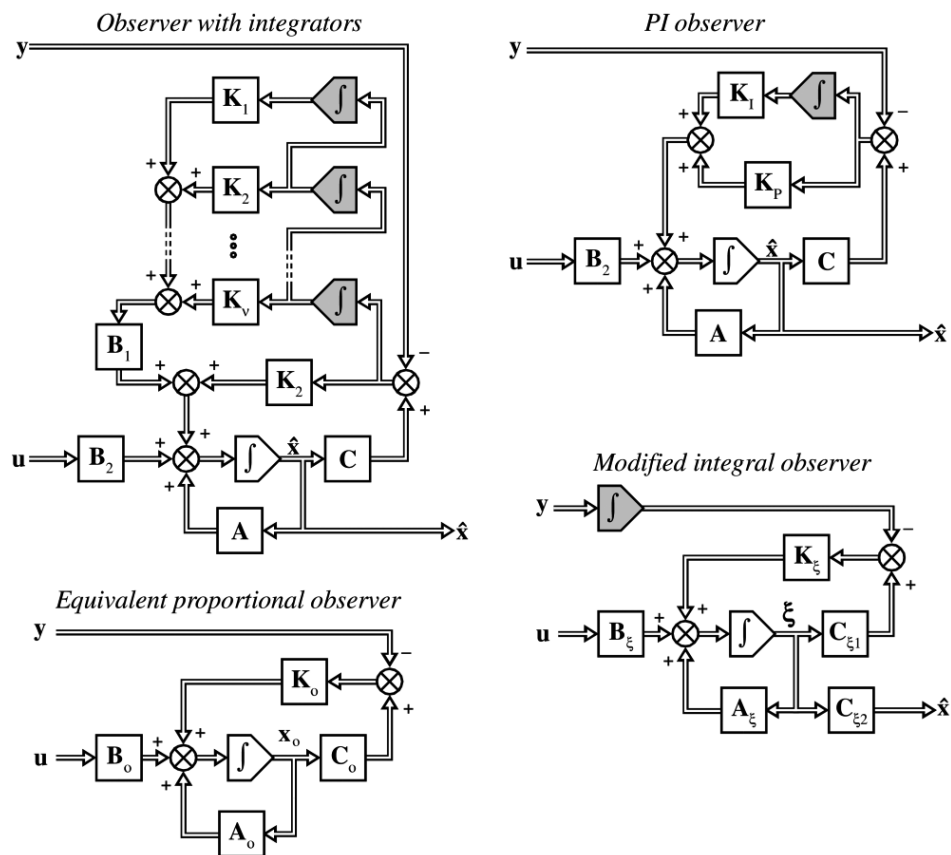 Observer with integrators
y
K1
∫
+
+
K2
∫
+
+
Kν
∫
B1
−
+
+
K2
+
+
u
B2
+
∫
x̂
C
+
A
x̂
PI observer
y
KI
∫
+
−
+
KP
+
+
u
B2
+
∫
x̂
C
+
A
x̂
Equivalent proportional observer
y
−
Ko
+
+
xo
u
Bo
+
∫
Co
+
Ao
Modified integral observer
y
∫
−
Kξ
+
+
ξ
u
Bξ
+
∫
Cξ1
+
Aξ
Cξ2
x̂